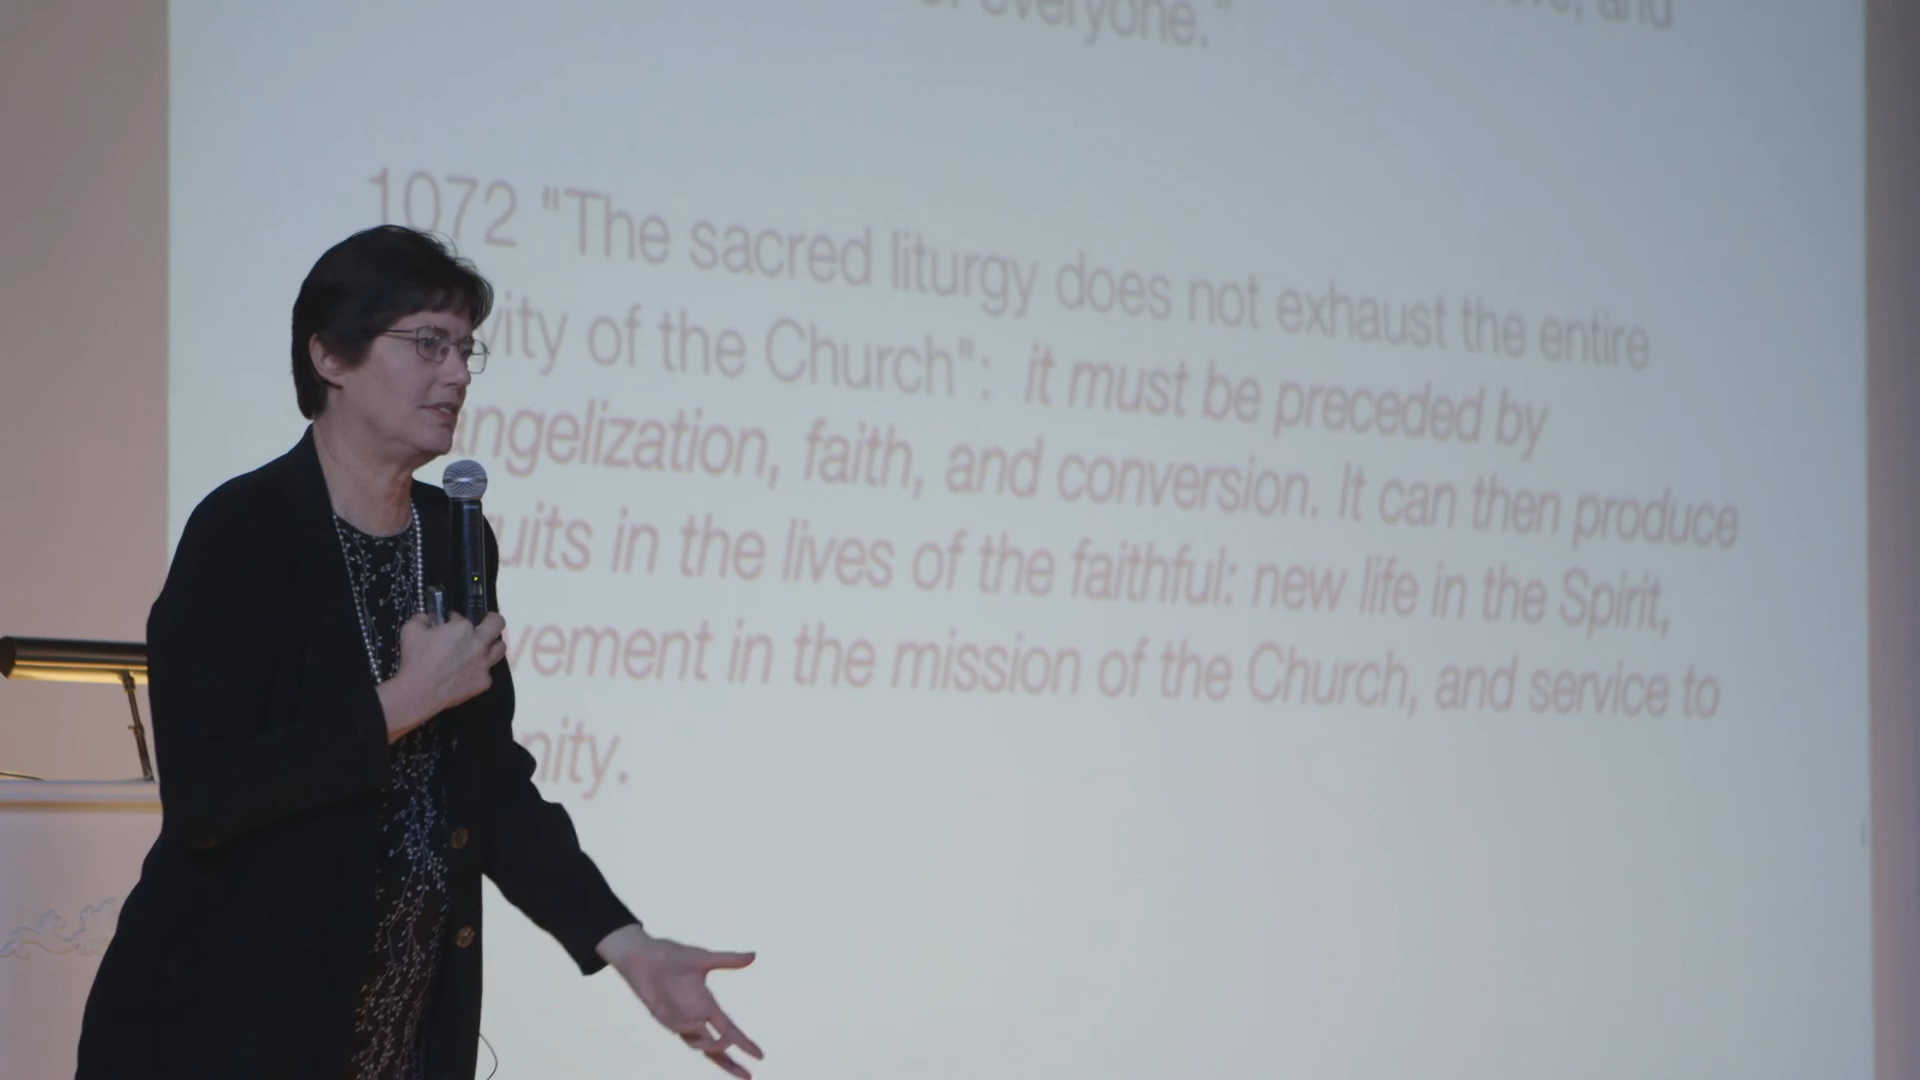 everyone." and
1072 "The sacred liturgy does not exhaust the entire
vity of the Church": it must be preceded by
ngelization, faith, and conversion. It can then produce
uits in the lives of the faithful: new life in the Spirit,
vement in the mission of the Church, and service to
nity.